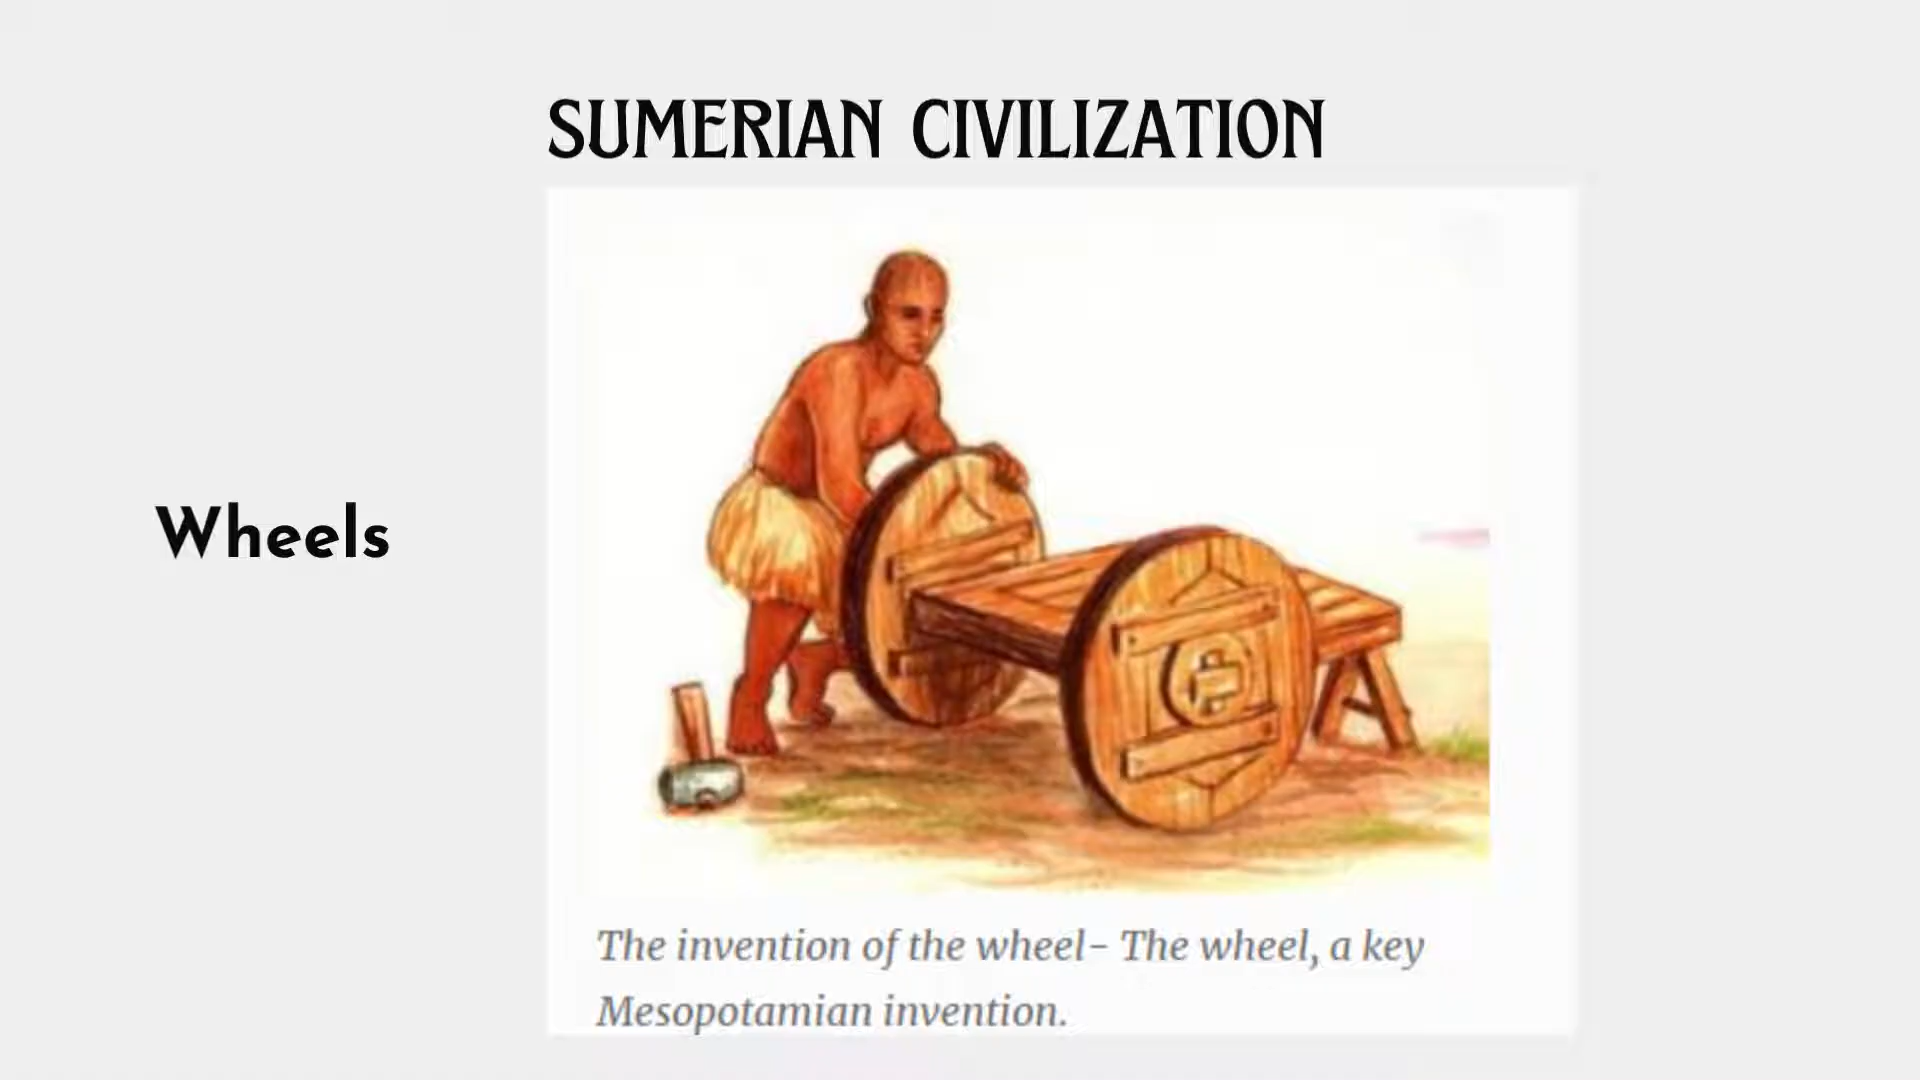 SUMERIAN CIVILIZATION
Wheels
The invention of the wheel– The wheel, a key
Mesopotamian invention.